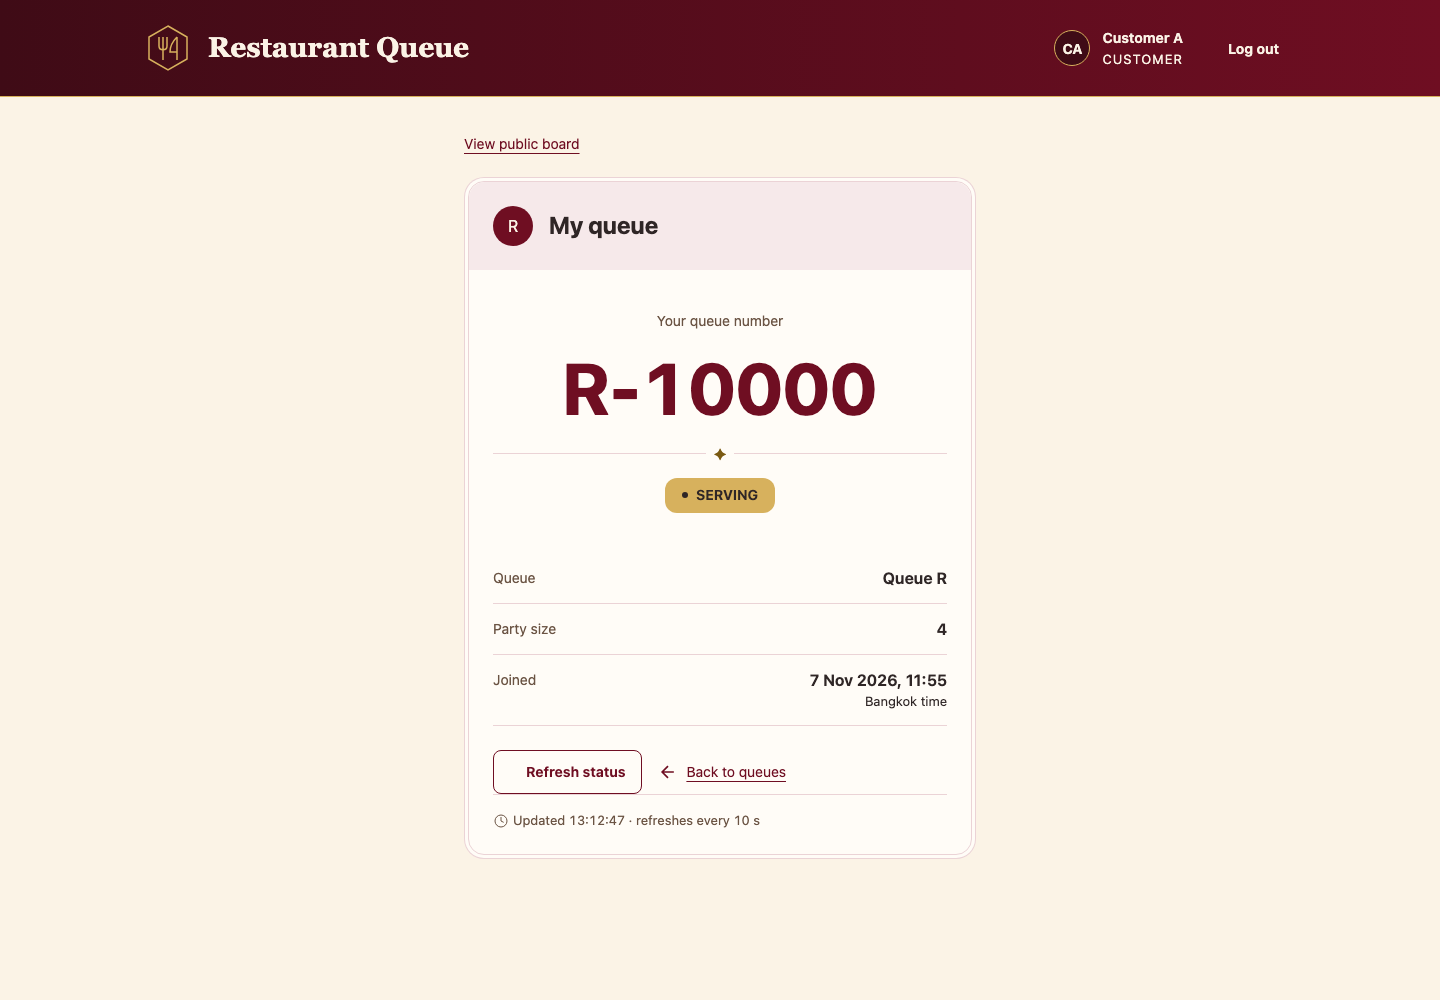 Restaurant Queue
CA
Customer A
CUSTOMER
Log out
View public board
R
My queue
Your queue number
R-10000
SERVING
Queue
Queue R
Party size
4
Joined
7 Nov 2026, 11:55
Bangkok time
Refresh status
Back to queues
Updated 13:12:47 · refreshes every 10 s